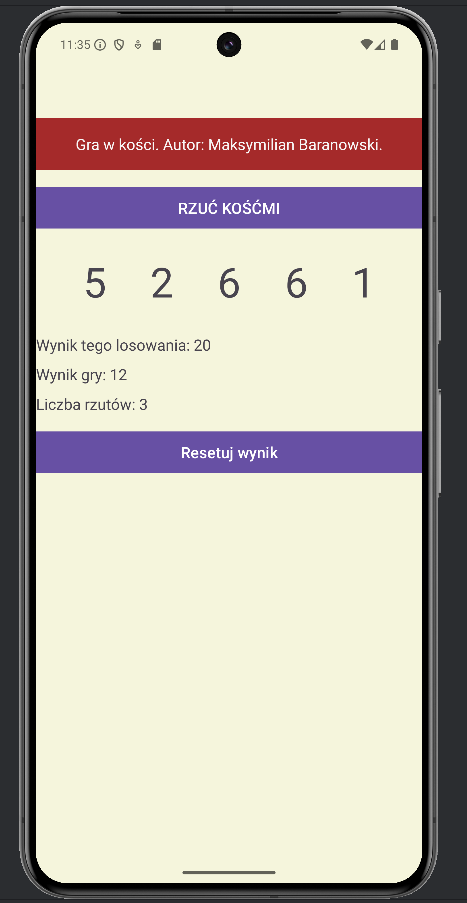 11:35
Gra w kości. Autor: Maksymilian Baranowski.
RZUĆ KOŚĆMI
5 2 6 6 1
Wynik tego losowania: 20
Wynik gry: 12
Liczba rzutów: 3
Resetuj wynik